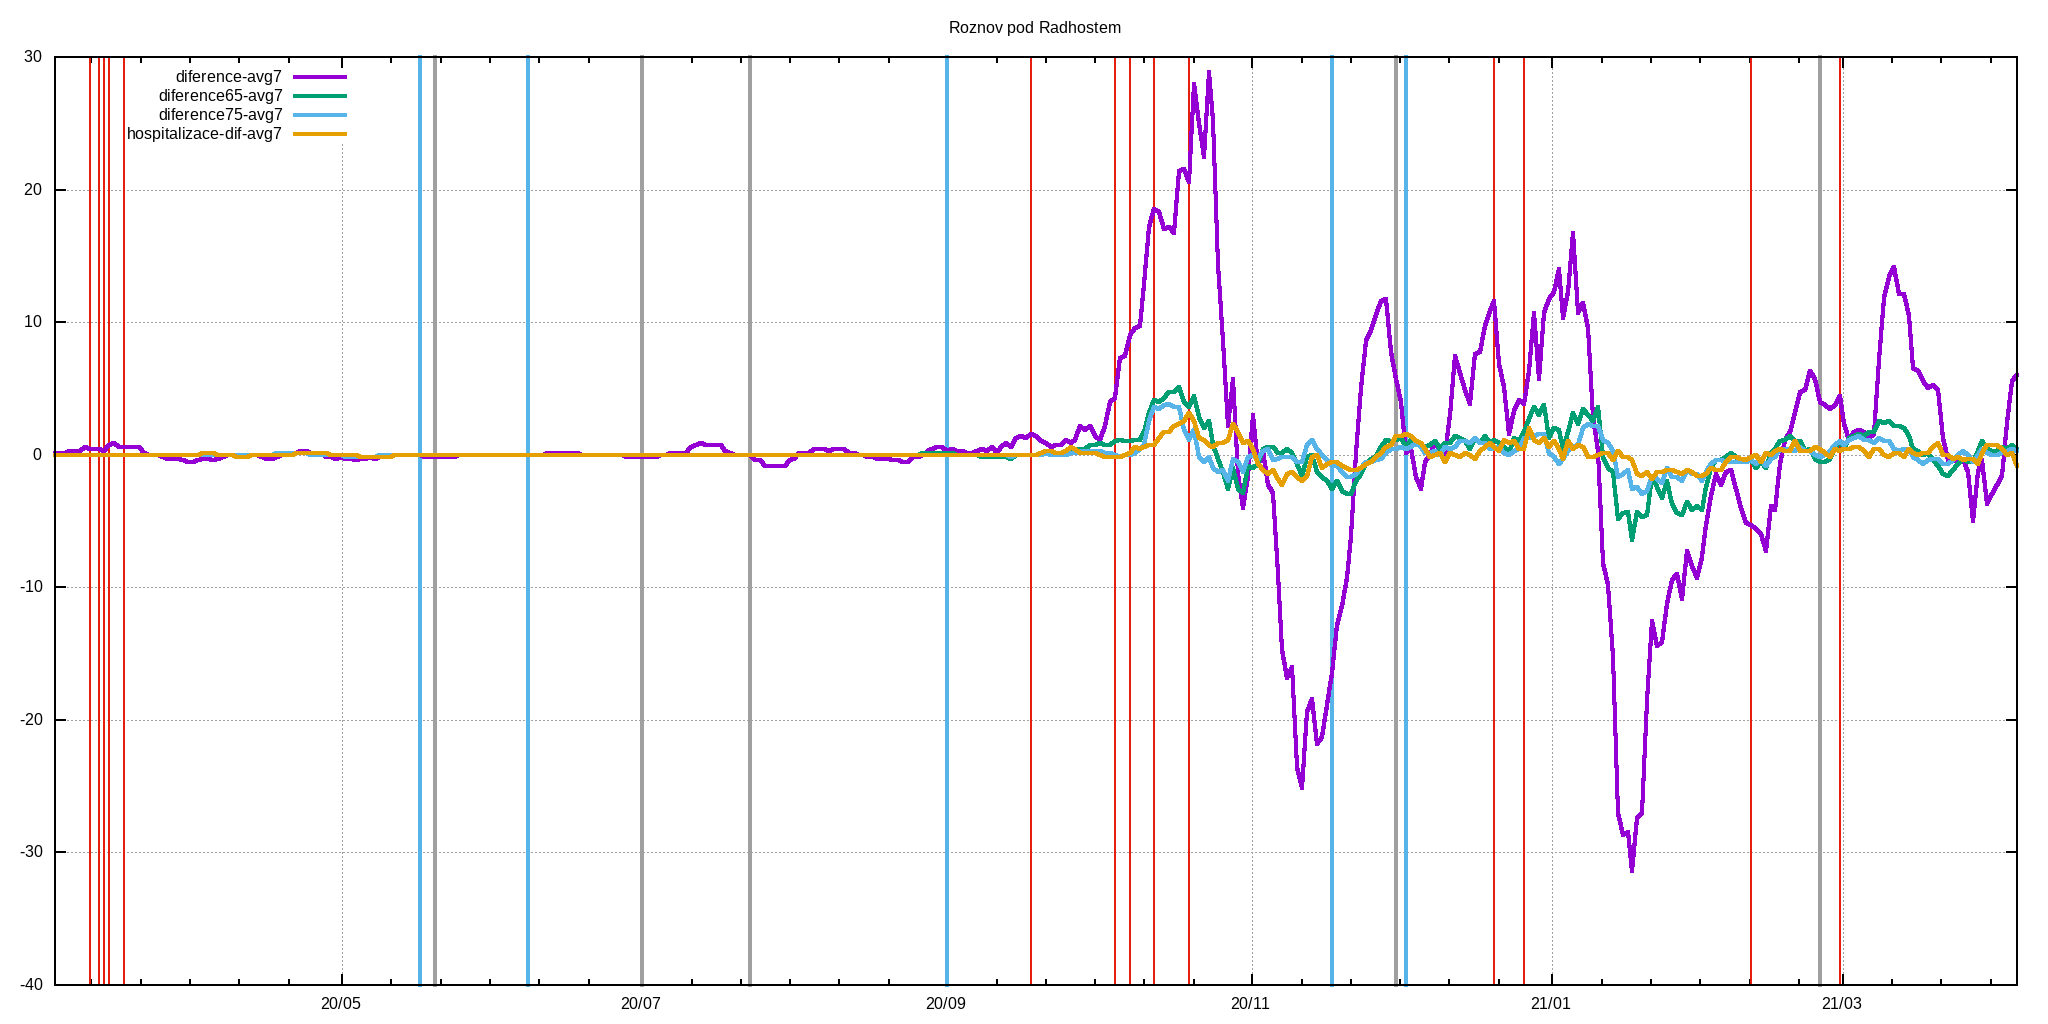 Roznov pod Radhostem
30
diference-avg7
diference65-avg7
diference75-avg7
hospitalizace-dif-avg7
20
10
0
-10
-20
-30
-40
20/05
20/07
20/09
20/11
21/01
21/03